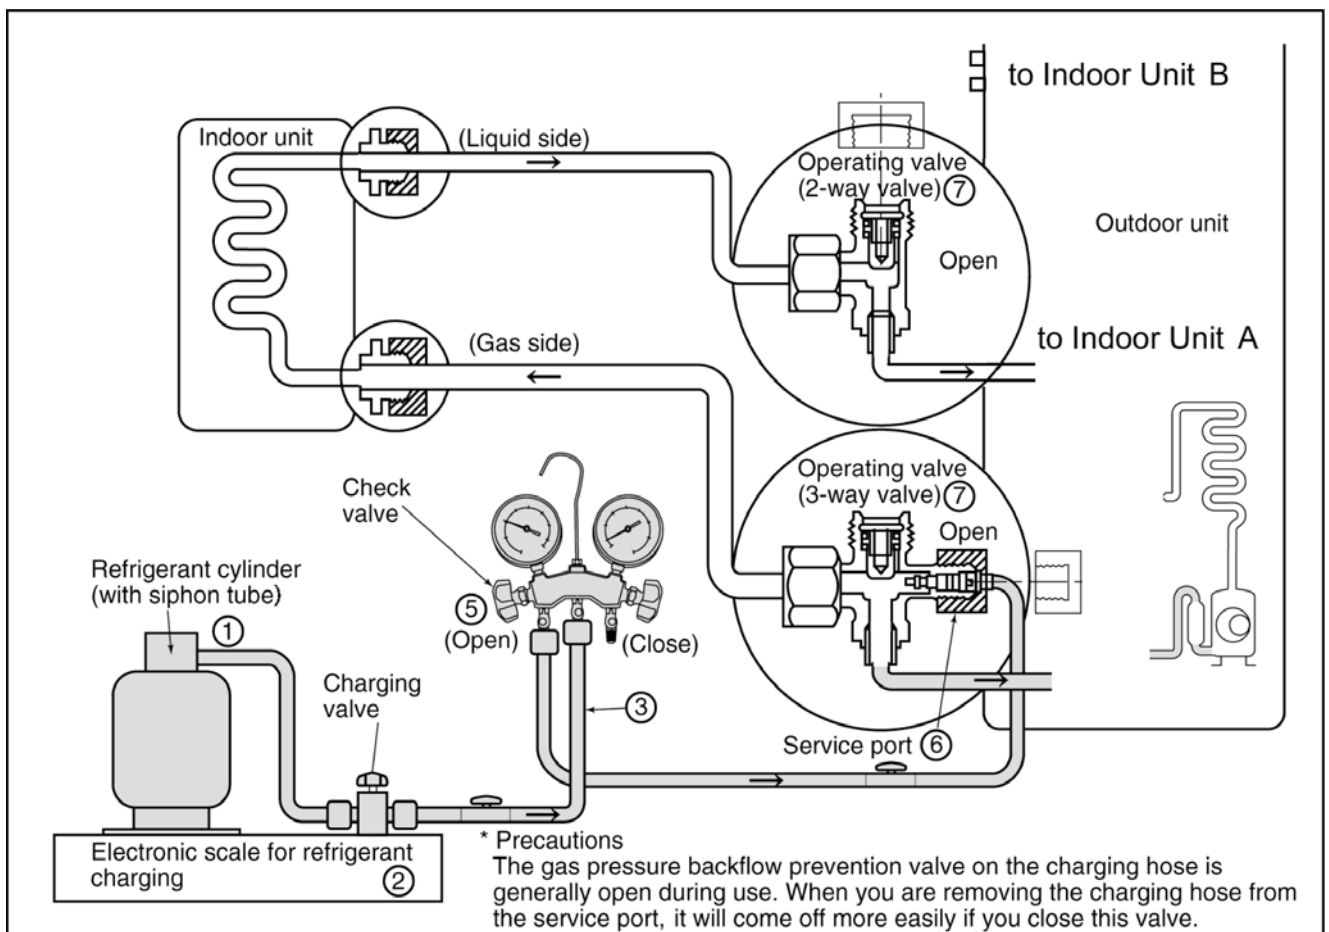 to Indoor Unit B
Indoor unit
(Liquid side)
Operating valve
(2-way valve) ⑦
Outdoor unit
Open
to Indoor Unit A
(Gas side)
Operating valve
(3-way valve) ⑦
Open
Check
valve
Refrigerant cylinder
(with siphon tube)
①
⑤
(Open)
(Close)
Charging
valve
③
Service port ⑥
Electronic scale for refrigerant
charging ②
* Precautions
The gas pressure backflow prevention valve on the charging hose is
generally open during use. When you are removing the charging hose from
the service port, it will come off more easily if you close this valve.